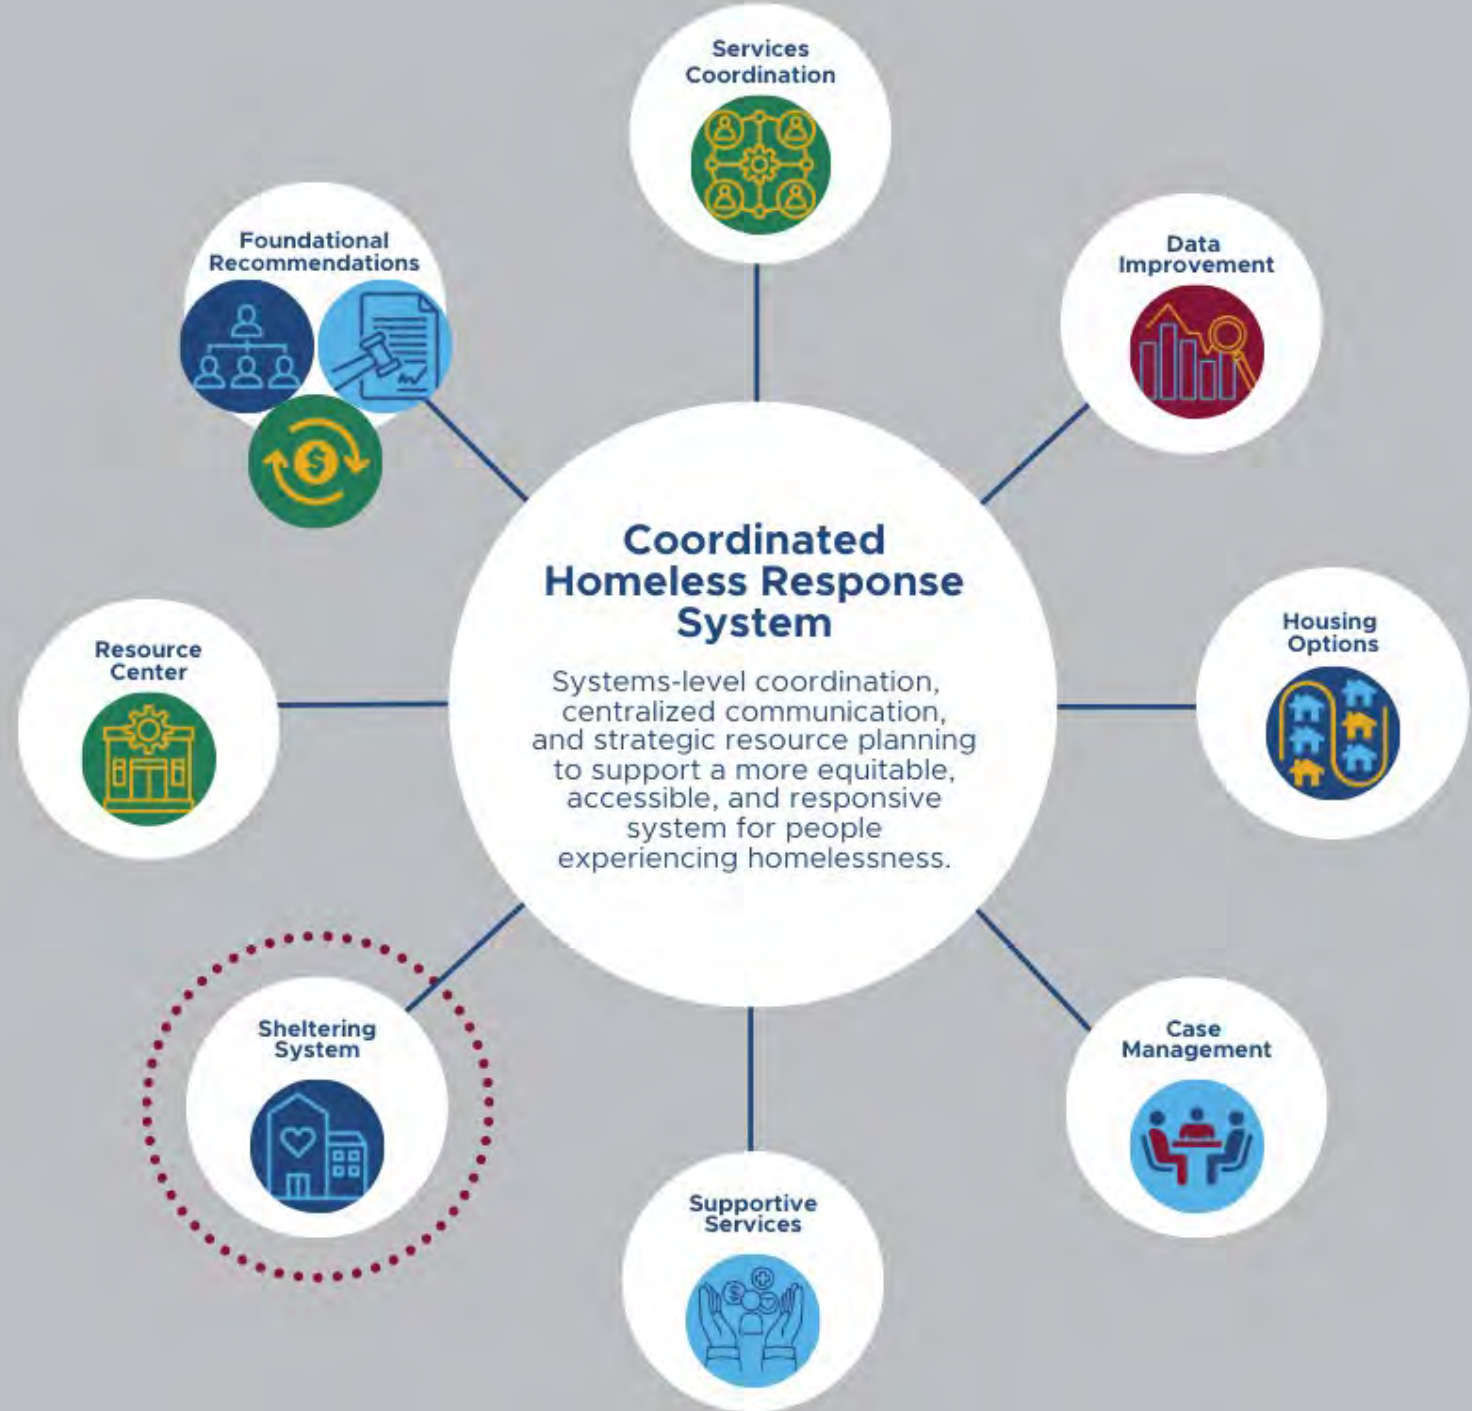 Services
Coordination
Foundational
Recommendations
Data
Improvement
$
Coordinated
Homeless Response
System
Systems-level coordination,
centralized communication,
and strategic resource planning
to support a more equitable,
accessible, and responsive
system for people
experiencing homelessness.
Resource
Center
Housing
Options
Sheltering
System
Case
Management
Supportive
Services
$